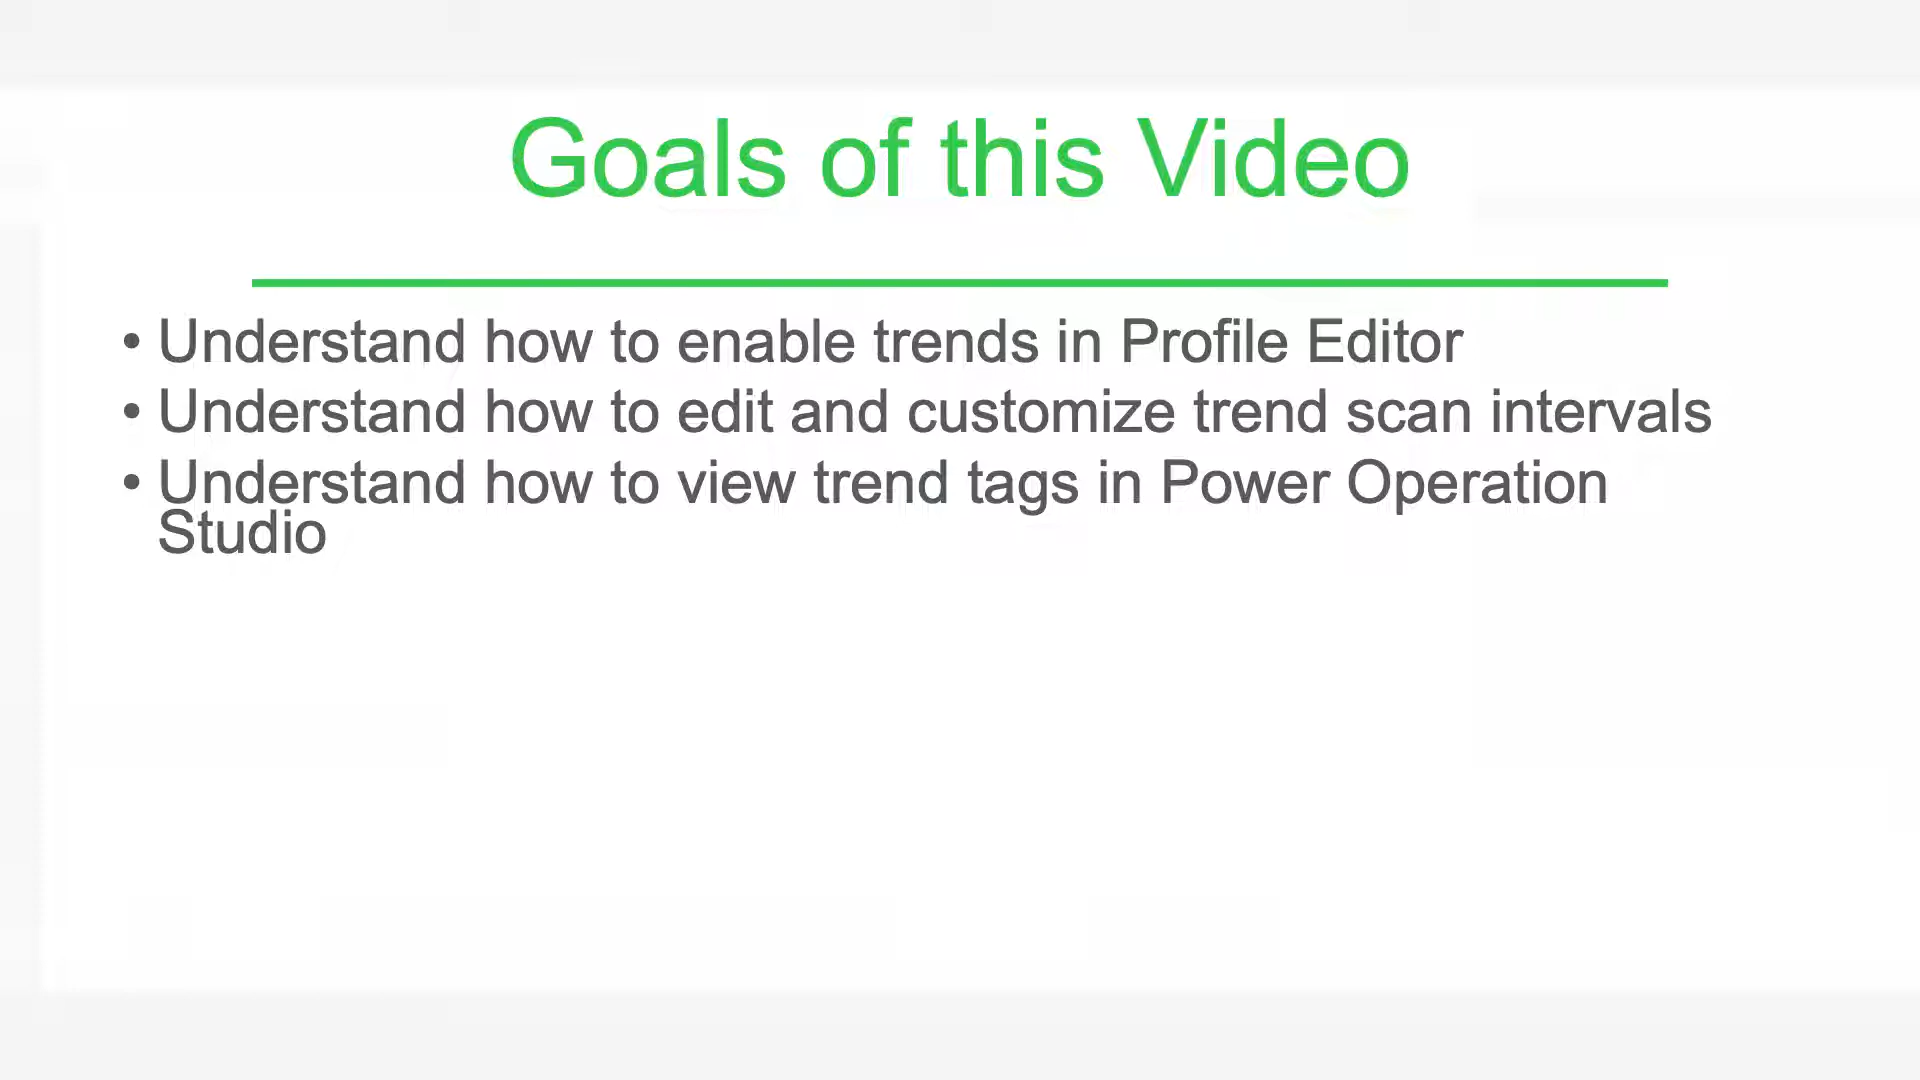 Goals of this Video
• Understand how to enable trends in Profile Editor
• Understand how to edit and customize trend scan intervals
• Understand how to view trend tags in Power Operation
Studio